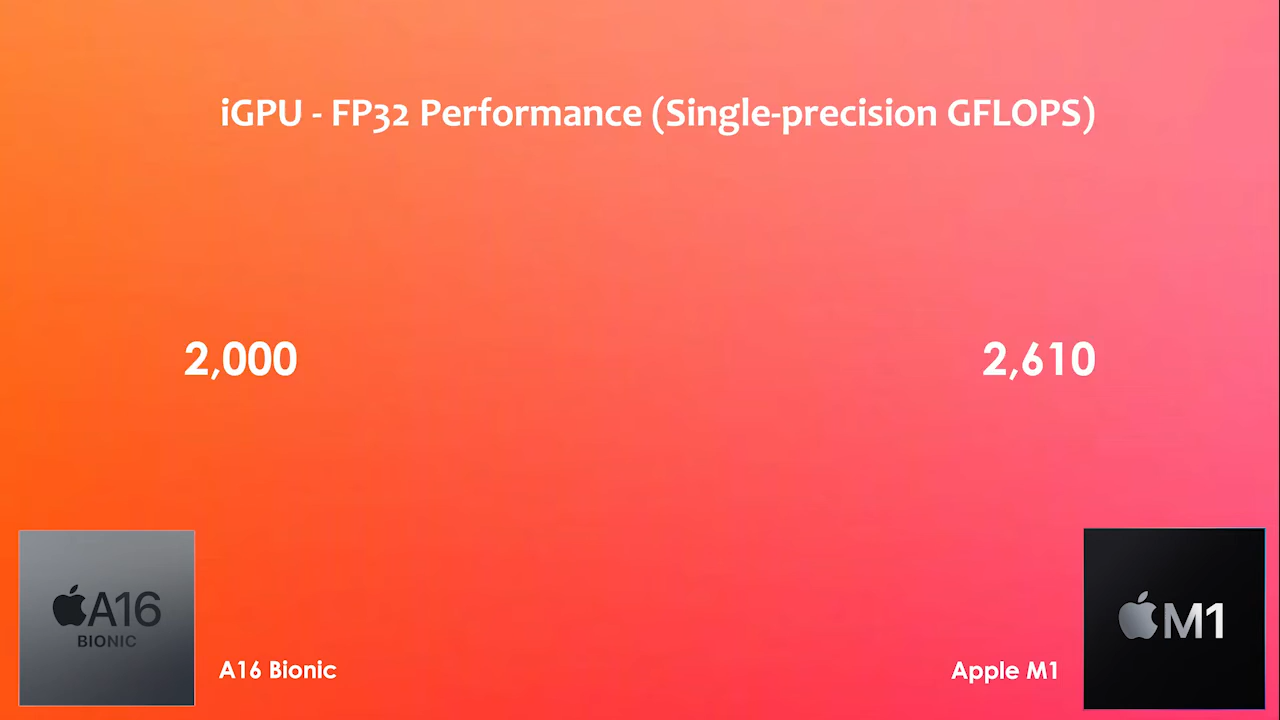 iGPU - FP32 Performance (Single-precision GFLOPS)
2,000
2,610
A16
BIONIC
M1
A16 Bionic
Apple M1